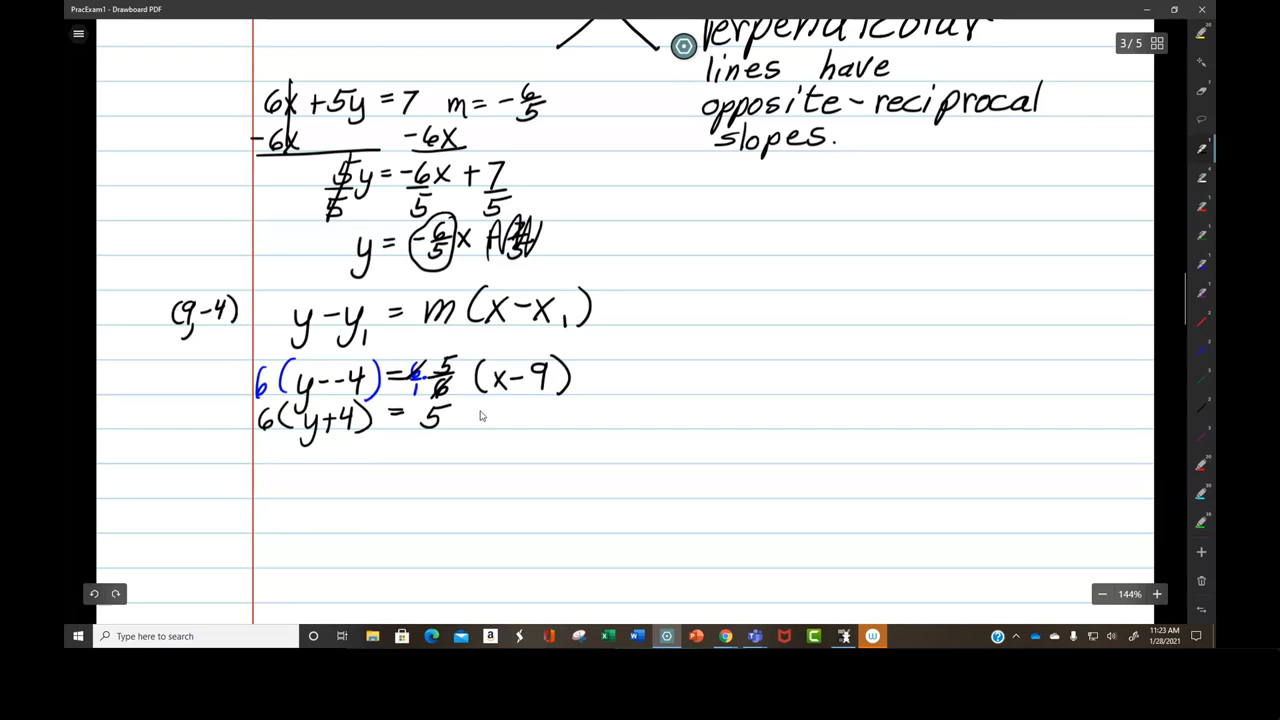 PracExam1 - Drawboard PDF
3/5
perpendicular
lines have
opposite-reciprocal
slopes.
6x + 5y = 7 m = -6/5
-6x -6x
5y/5 = -6x/5 + 7/5
y = -6/5 x
(9,-4) y - y₁ = m(x - x₁)
6(y--4) = 6/1 · 5/6 (x-9)
6(y+4) = 5
144%
Type here to search
11:23 AM
1/28/2021